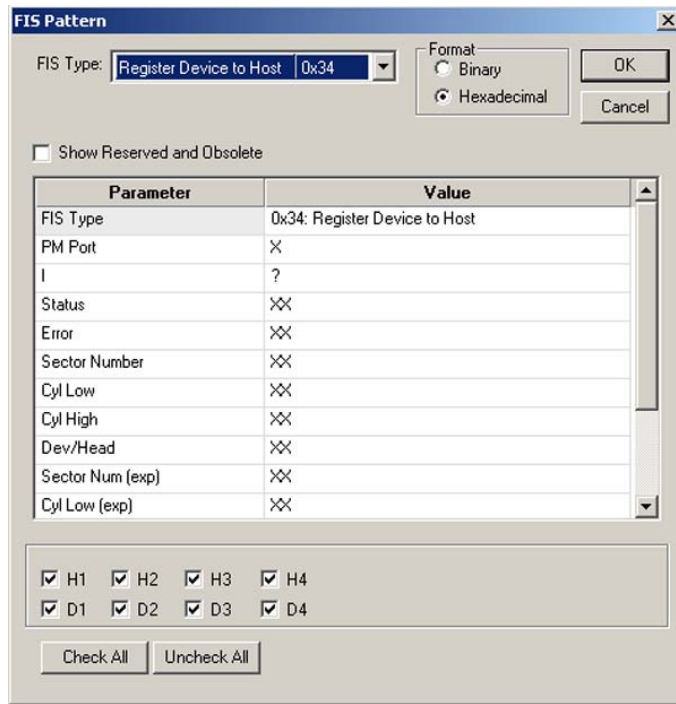 FIS Pattern
FIS Type: Register Device to Host 0x34
Format
Binary
Hexadecimal
OK
Cancel
Show Reserved and Obsolete
Parameter Value
FIS Type 0x34: Register Device to Host
PM Port X
I ?
Status XX
Error XX
Sector Number XX
Cyl Low XX
Cyl High XX
Dev/Head XX
Sector Num (exp) XX
Cyl Low (exp) XX
H1 H2 H3 H4
D1 D2 D3 D4
Check All Uncheck All